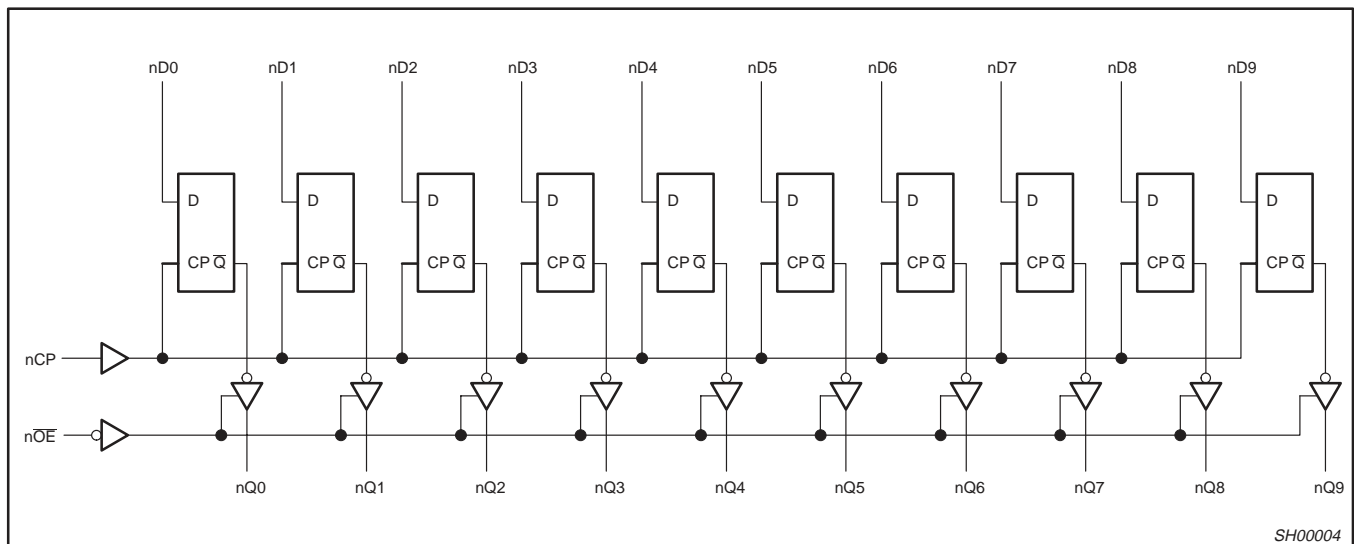 nD0 nD1 nD2 nD3 nD4 nD5 nD6 nD7 nD8 nD9
D D D D D D D D D D
CP Q̅ CP Q̅ CP Q̅ CP Q̅ CP Q̅ CP Q̅ CP Q̅ CP Q̅ CP Q̅ CP Q̅
nCP
nO̅E̅
nQ0 nQ1 nQ2 nQ3 nQ4 nQ5 nQ6 nQ7 nQ8 nQ9
SH00004